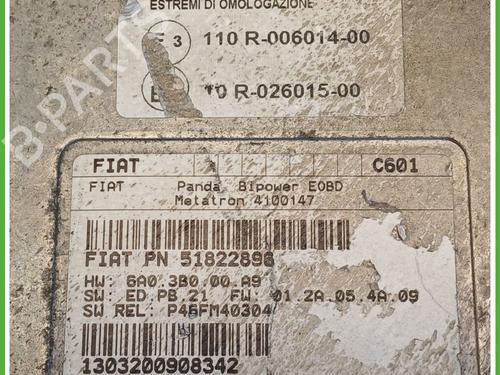 ESTREMI DI OMOLOGAZIONE
E 3 110 R-006014-00
E 10 R-026015-00
FIAT C601
FIAT Panda Bipower EOBD
Metatron 4100147
FIAT PN 51822898
HW: 6A0.3B0.00.A9
SW: ED.PB.21 FW: 01.2A.05.4A.09
SW REL: P46FM40304
1303200908342
B-PARTS